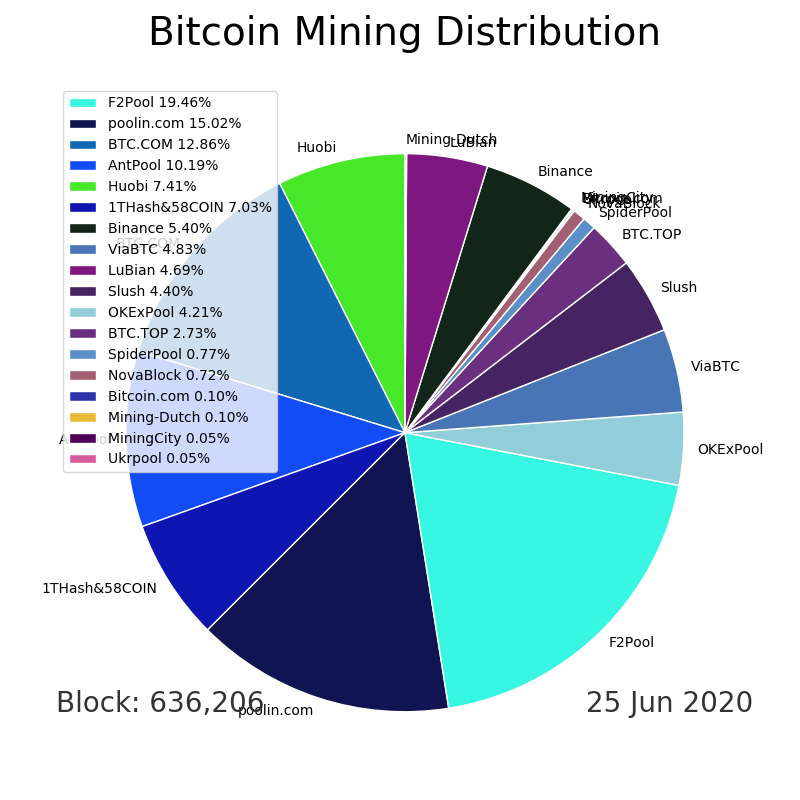 Bitcoin Mining Distribution
F2Pool 19.46%
poolin.com 15.02%
BTC.COM 12.86%
AntPool 10.19%
Huobi 7.41%
1THash&58COIN 7.03%
Binance 5.40%
ViaBTC 4.83%
LuBian 4.69%
Slush 4.40%
OKExPool 4.21%
BTC.TOP 2.73%
SpiderPool 0.77%
NovaBlock 0.72%
Bitcoin.com 0.10%
Mining-Dutch 0.10%
MiningCity 0.05%
Ukrpool 0.05%
Huobi
Mining-Dutch
LuBian
Binance
MiningCity
NovaBlock
SpiderPool
BTC.TOP
BTC.COM
Slush
ViaBTC
OKExPool
1THash&58COIN
F2Pool
poolin.com
Block: 636,206
25 Jun 2020